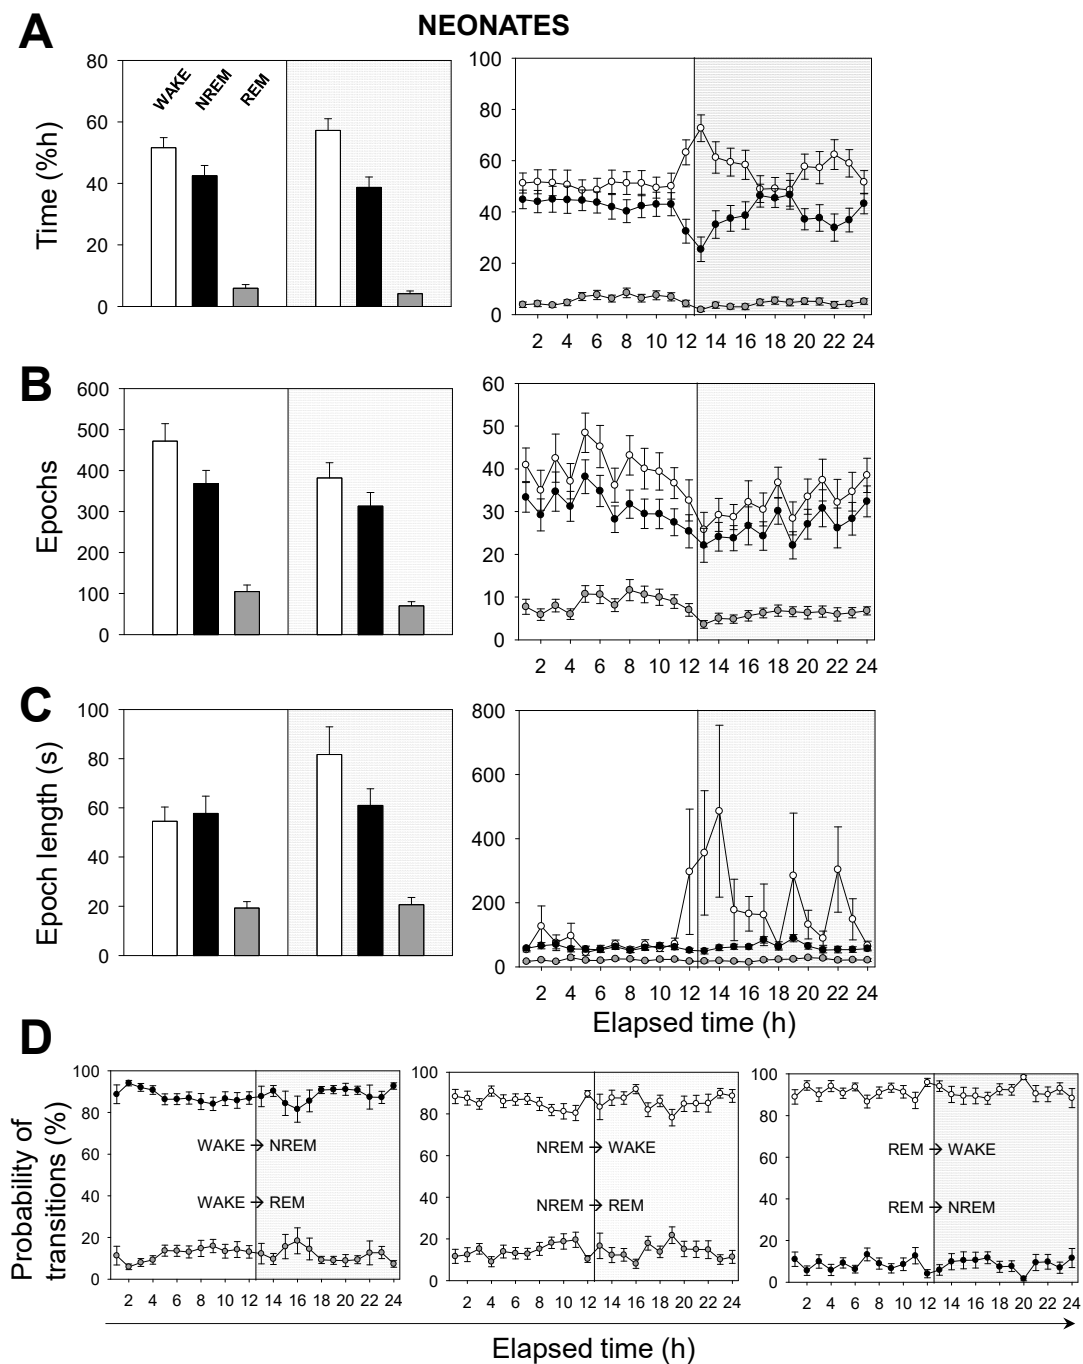 NEONATES
A
Time (%h)
80
60
40
20
0
WAKE
NREM
REM
100
80
60
40
20
0
2 4 6 8 10 12 14 16 18 20 22 24
B
Epochs
600
500
400
300
200
100
0
60
50
40
30
20
10
0
2 4 6 8 10 12 14 16 18 20 22 24
C
Epoch length (s)
100
80
60
40
20
0
800
600
400
200
0
2 4 6 8 10 12 14 16 18 20 22 24
Elapsed time (h)
D
Probability of
transitions (%)
100
80
60
40
20
0
WAKE → NREM
WAKE → REM
2 4 6 8 10 12 14 16 18 20 22 24
100
80
60
40
20
0
NREM → WAKE
NREM → REM
2 4 6 8 10 12 14 16 18 20 22 24
100
80
60
40
20
0
REM → WAKE
REM → NREM
2 4 6 8 10 12 14 16 18 20 22 24
Elapsed time (h)